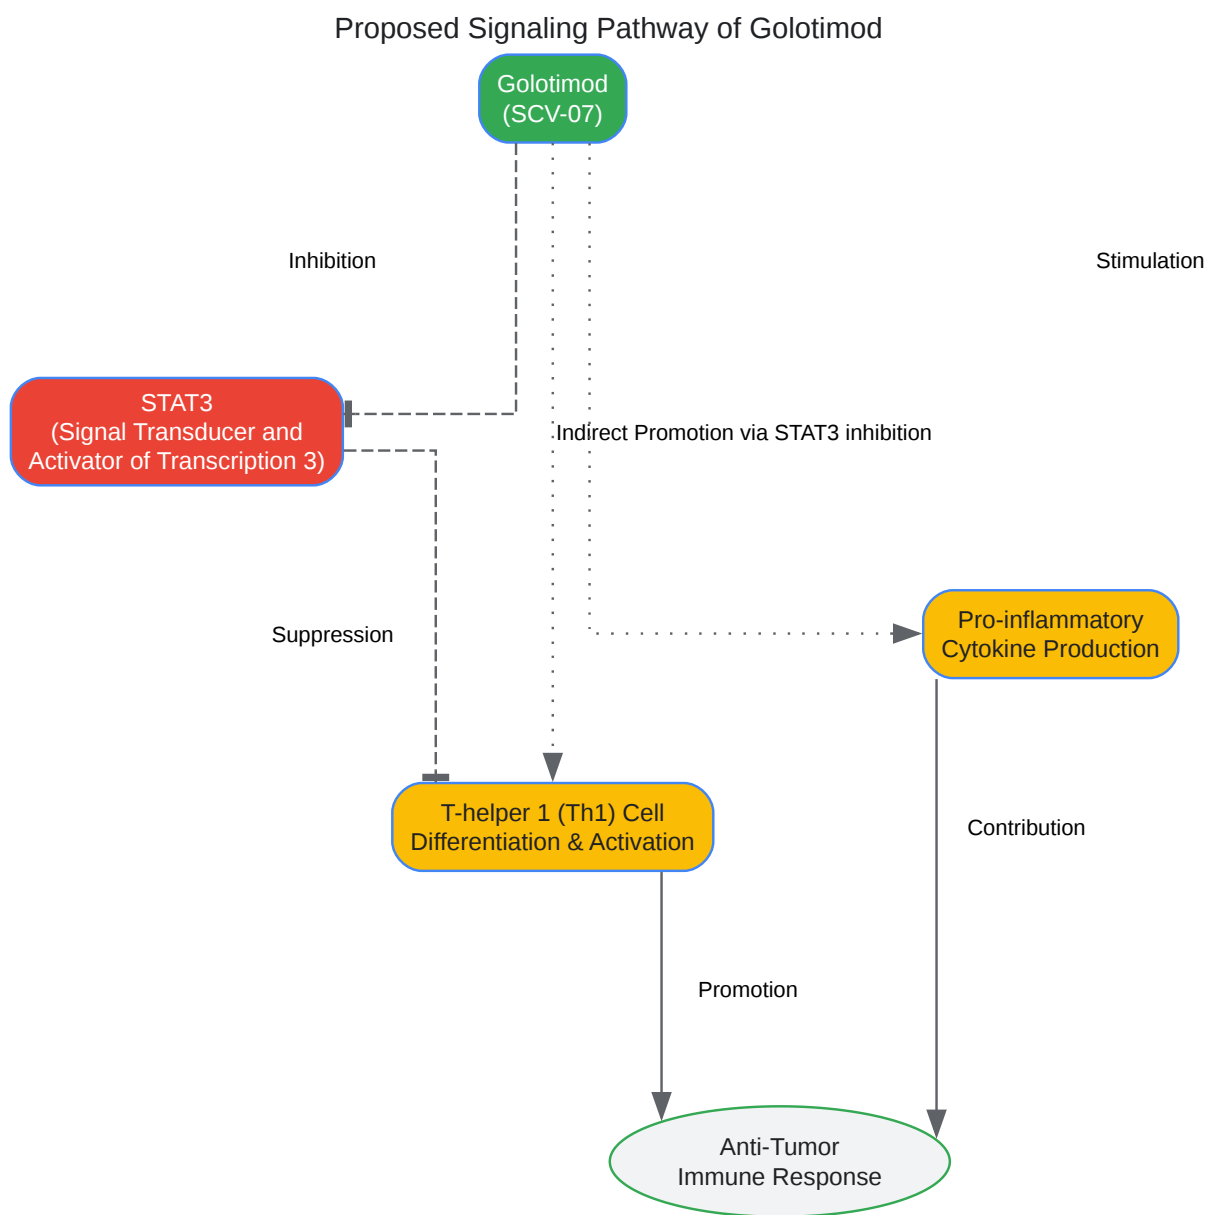 Proposed Signaling Pathway of Golotimod
Golotimod
(SCV-07)
Inhibition
Stimulation
STAT3
(Signal Transducer and
Activator of Transcription 3)
Indirect Promotion via STAT3 inhibition
Suppression
Pro-inflammatory
Cytokine Production
T-helper 1 (Th1) Cell
Differentiation & Activation
Contribution
Promotion
Anti-Tumor
Immune Response